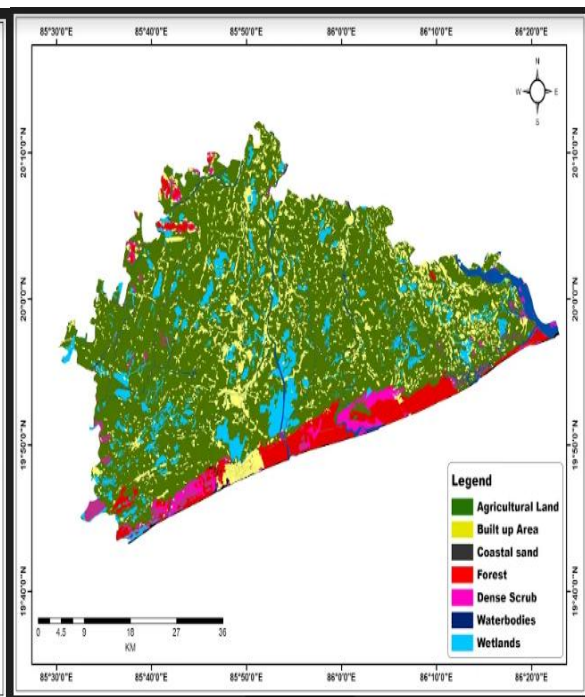 85°30'0"E 85°40'0"E 85°50'0"E 86°0'0"E 86°10'0"E 86°20'0"E
N
W E
S
20°10'0"N 20°10'0"N
20°0'0"N 20°0'0"N
19°50'0"N 19°50'0"N
19°40'0"N 19°40'0"N
Legend
Agricultural Land
Built up Area
Coastal sand
Forest
Dense Scrub
Waterbodies
Wetlands
0 4.5 9 18 27 36
KM
85°30'0"E 85°40'0"E 85°50'0"E 86°0'0"E 86°10'0"E 86°20'0"E